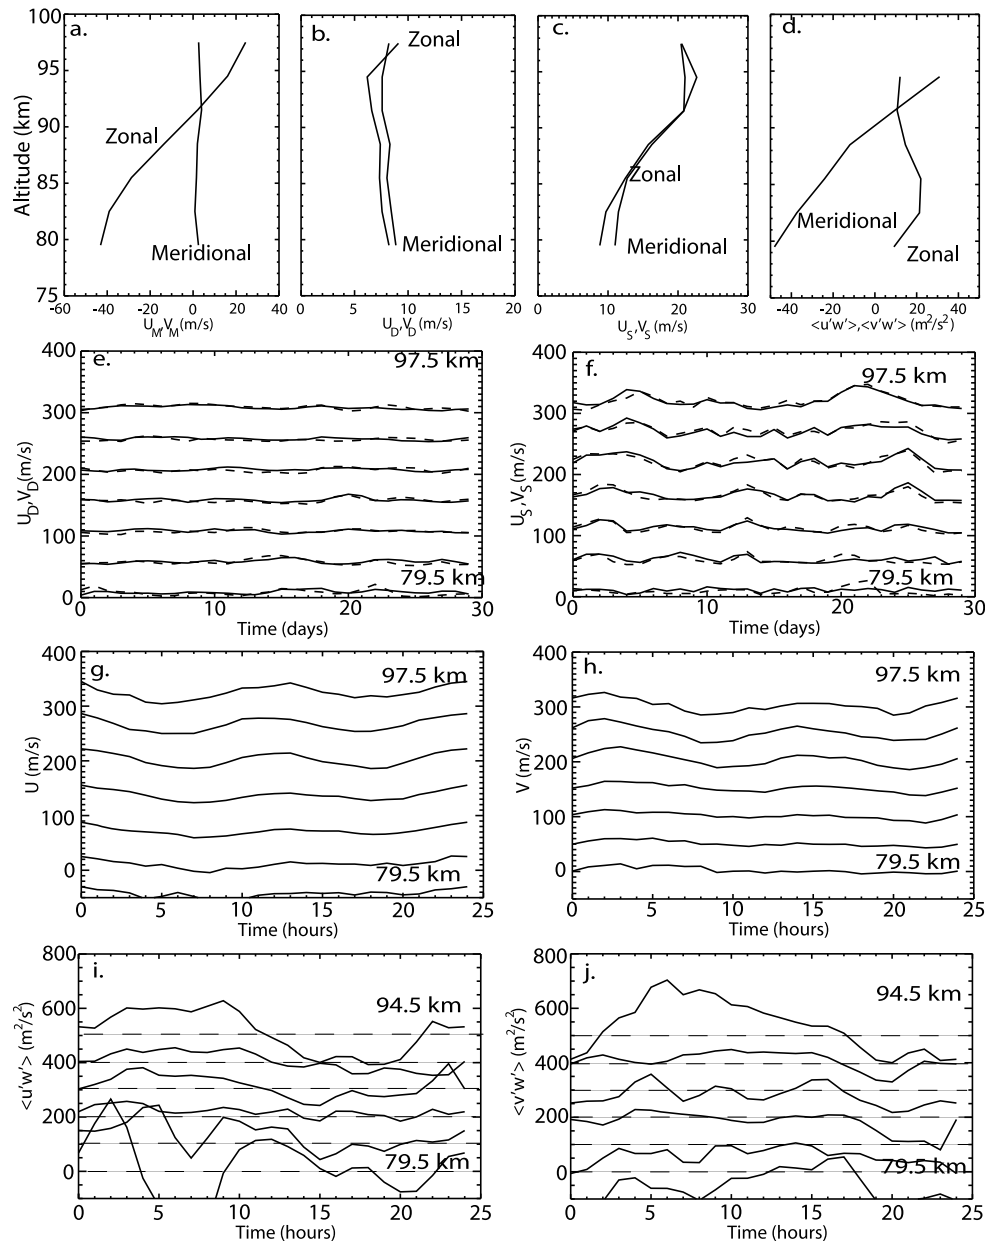 a.
b.
c.
d.
100
95
90
85
80
75
Altitude (km)
Zonal
Meridional
Zonal
Meridional
Zonal
Meridional
Meridional
Zonal
-60 -40 -20 0 20 40
U_M,V_M (m/s)
0 5 10 15 20
U_D,V_D (m/s)
0 10 20 30
U_S,V_S (m/s)
-40 -20 0 20 40
<u'w'>,<v'w'> (m²/s²)
e.
97.5 km
79.5 km
400
300
200
100
0
U_D,V_D (m/s)
0 10 20 30
Time (days)
f.
97.5 km
79.5 km
400
300
200
100
0
U_S,V_S (m/s)
0 10 20 30
Time (days)
g.
97.5 km
79.5 km
400
300
200
100
0
U (m/s)
0 5 10 15 20 25
Time (hours)
h.
97.5 km
79.5 km
400
300
200
100
0
V (m/s)
0 5 10 15 20 25
Time (hours)
i.
94.5 km
79.5 km
800
600
400
200
0
<u'w'> (m²/s²)
0 5 10 15 20 25
Time (hours)
j.
94.5 km
79.5 km
800
600
400
200
0
<v'w'> (m²/s²)
0 5 10 15 20 25
Time (hours)